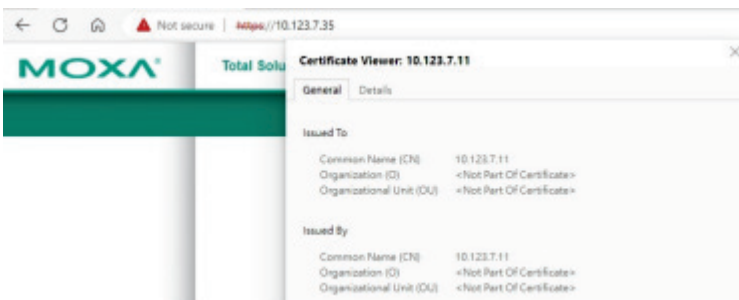 Not secure | https://10.123.7.35
MOXA®
Total Solu
Certificate Viewer: 10.123.7.11
General Details
Issued To
Common Name (CN) 10.123.7.11
Organization (O) <Not Part Of Certificate>
Organizational Unit (OU) <Not Part Of Certificate>
Issued By
Common Name (CN) 10.123.7.11
Organization (O) <Not Part Of Certificate>
Organizational Unit (OU) <Not Part Of Certificate>